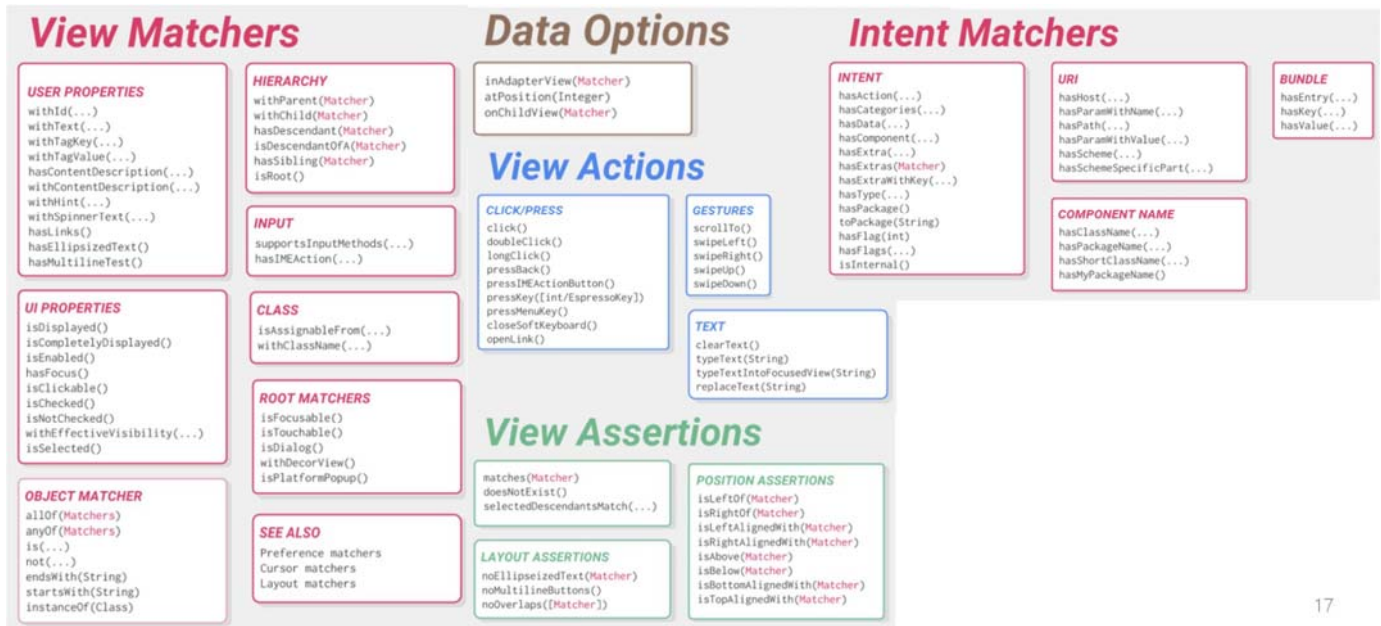 View Matchers
USER PROPERTIES
withId(...)
withText(...)
withTagKey(...)
withTagValue(...)
hasContentDescription(...)
withContentDescription(...)
withHint(...)
withSpinnerText(...)
hasLinks()
hasEllipsizedText()
hasMultilineTest()
UI PROPERTIES
isDisplayed()
isCompletelyDisplayed()
isEnabled()
hasFocus()
isClickable()
isChecked()
isNotChecked()
withEffectiveVisibility(...)
isSelected()
OBJECT MATCHER
allOf(Matchers)
anyOf(Matchers)
is(...)
not(...)
endsWith(String)
startsWith(String)
instanceOf(Class)
HIERARCHY
withParent(Matcher)
withChild(Matcher)
hasDescendant(Matcher)
isDescendantOfA(Matcher)
hasSibling(Matcher)
isRoot()
INPUT
supportsInputMethods(...)
hasIMEAction(...)
CLASS
isAssignableFrom(...)
withClassName(...)
ROOT MATCHERS
isFocusable()
isTouchable()
isDialog()
withDecorView()
isPlatformPopup()
SEE ALSO
Preference matchers
Cursor matchers
Layout matchers
Data Options
inAdapterView(Matcher)
atPosition(Integer)
onChildView(Matcher)
View Actions
CLICK/PRESS
click()
doubleClick()
longClick()
pressBack()
pressIMEActionButton()
pressKey([int/EspressoKey])
pressMenuKey()
closeSoftKeyboard()
openLink()
GESTURES
scrollTo()
swipeLeft()
swipeRight()
swipeUp()
swipeDown()
TEXT
clearText()
typeText(String)
typeTextIntoFocusedView(String)
replaceText(String)
View Assertions
matches(Matcher)
doesNotExist()
selectedDescendantsMatch(...)
LAYOUT ASSERTIONS
noEllipseizedText(Matcher)
noMultilineButtons()
noOverlaps([Matcher])
POSITION ASSERTIONS
isLeftOf(Matcher)
isRightOf(Matcher)
isLeftAlignedWith(Matcher)
isRightAlignedWith(Matcher)
isAbove(Matcher)
isBelow(Matcher)
isBottomAlignedWith(Matcher)
isTopAlignedWith(Matcher)
Intent Matchers
INTENT
hasAction(...)
hasCategories(...)
hasData(...)
hasComponent(...)
hasExtra(...)
hasExtras(Matcher)
hasExtraWithKey(...)
hasType(...)
hasPackage()
toPackage(String)
hasFlag(int)
hasFlags(...)
isInternal()
URI
hasHost(...)
hasParamWithName(...)
hasPath(...)
hasParamWithValue(...)
hasScheme(...)
hasSchemeSpecificPart(...)
COMPONENT NAME
hasClassName(...)
hasPackageName(...)
hasShortClassName(...)
hasMyPackageName()
BUNDLE
hasEntry(...)
hasKey(...)
hasValue(...)
17